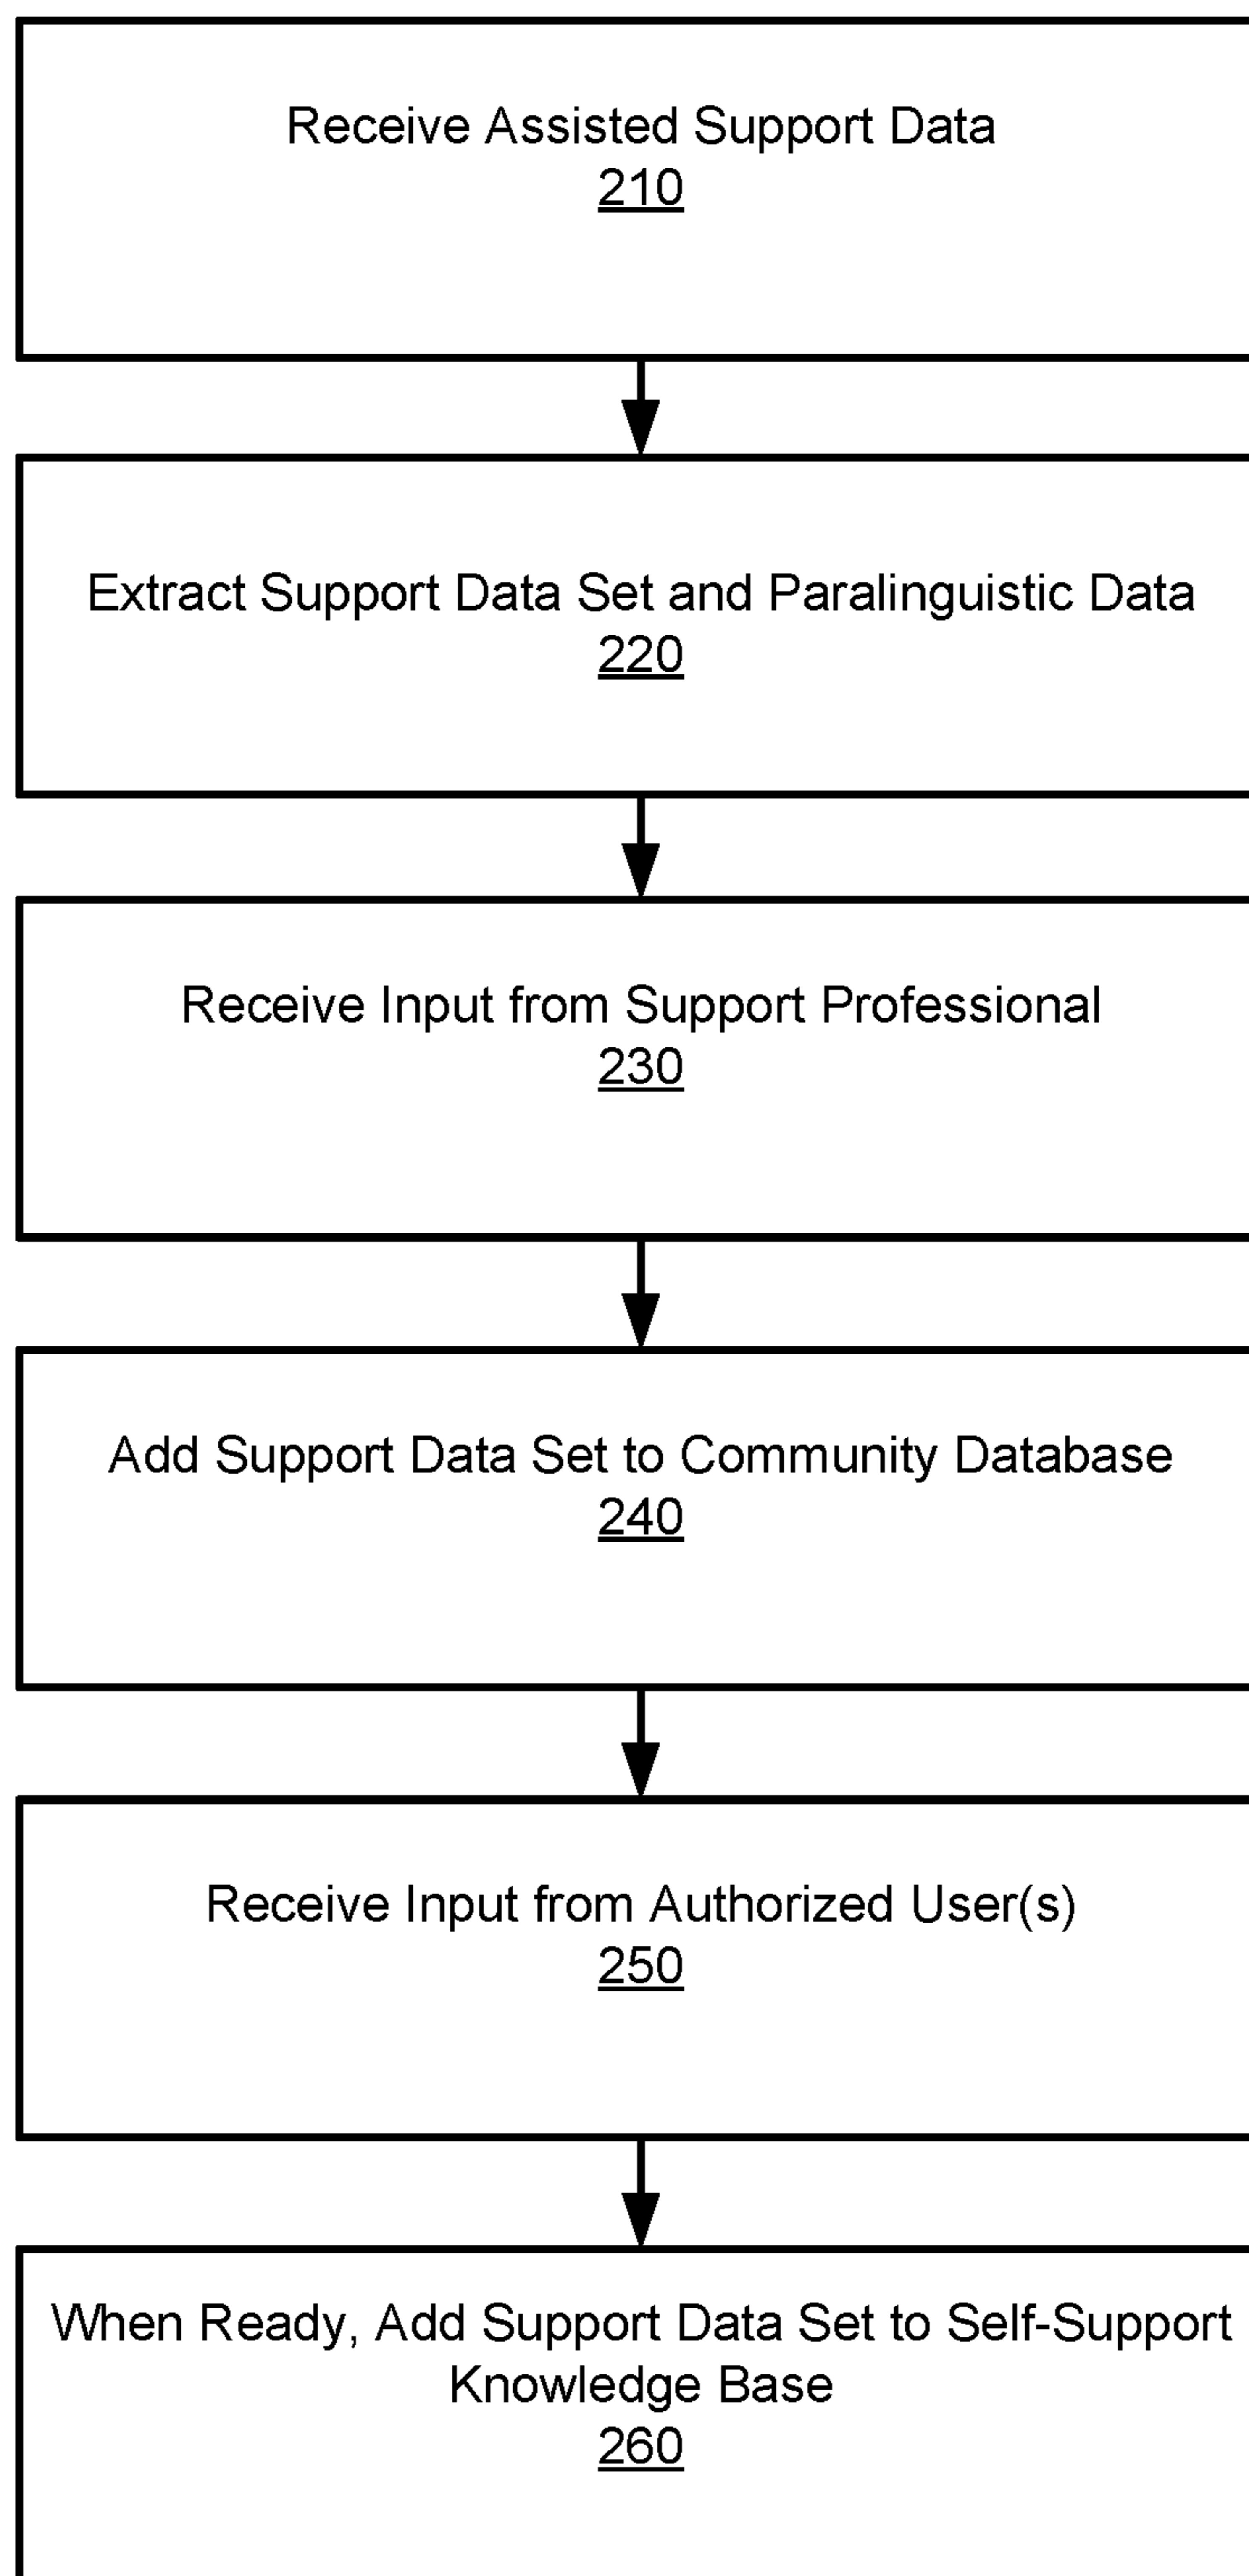 Receive Assisted Support Data
210
Extract Support Data Set and Paralinguistic Data
220
Receive Input from Support Professional
230
Add Support Data Set to Community Database
240
Receive Input from Authorized User(s)
250
When Ready, Add Support Data Set to Self-Support
Knowledge Base
260